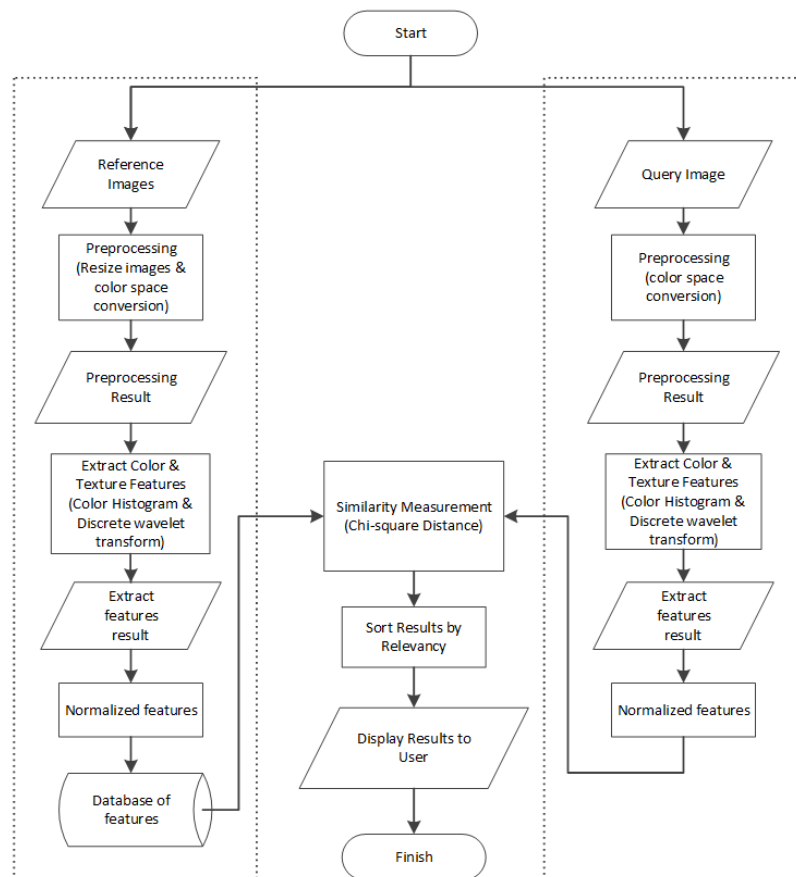 Start
Reference
Images
Preprocessing
(Resize images &
color space
conversion)
Preprocessing
Result
Extract Color &
Texture Features
(Color Histogram &
Discrete wavelet
transform)
Extract
features
result
Normalized features
Database of
features
Similarity Measurement
(Chi-square Distance)
Sort Results by
Relevancy
Display Results to
User
Finish
Query Image
Preprocessing
(color space
conversion)
Preprocessing
Result
Extract Color &
Texture Features
(Color Histogram &
Discrete wavelet
transform)
Extract
features
result
Normalized features